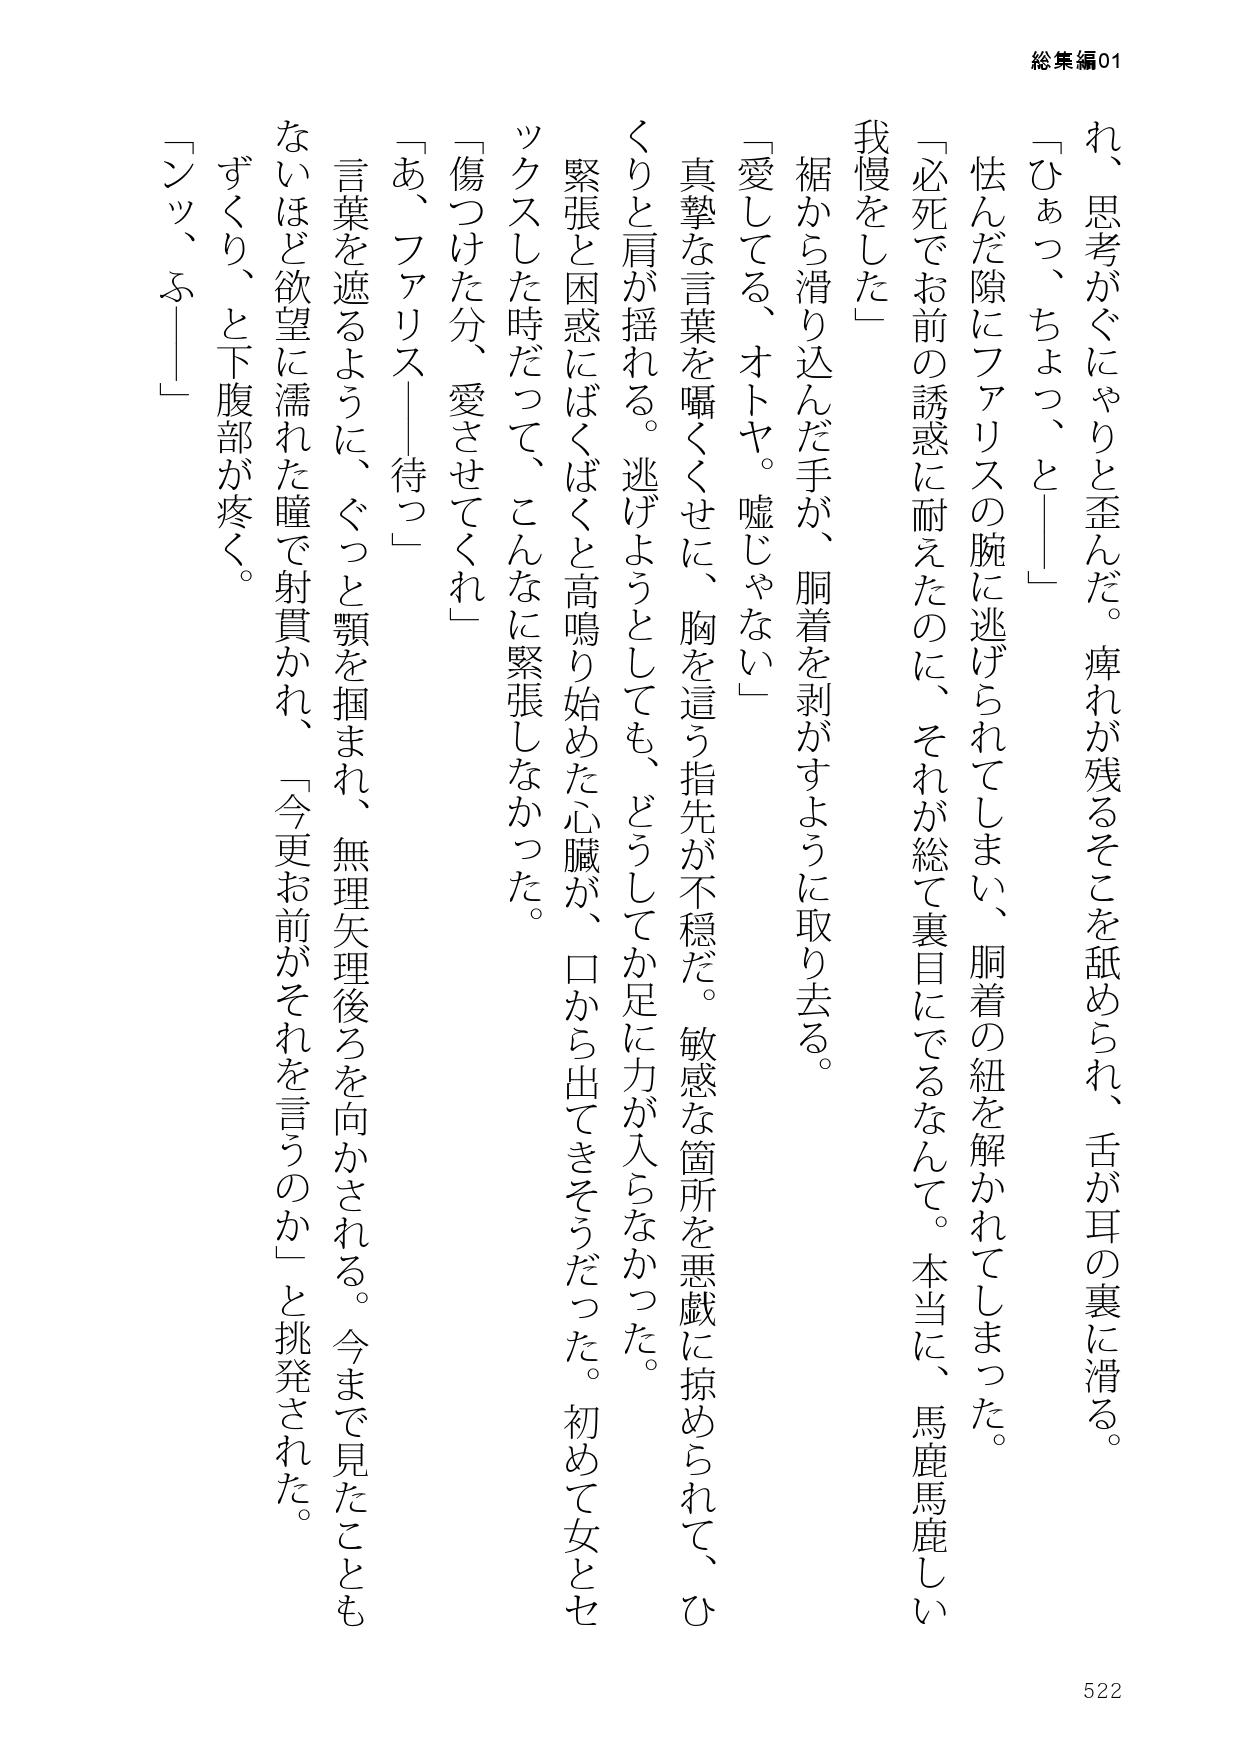 総集編01
れ、思考がぐにゃりと歪んだ。痺れが残るそこを舐められ、舌が耳の裏に滑る。
「ひぁっ、ちょっ、と――」
怯んだ隙にファリスの腕に逃げられてしまい、胴着の紐を解かれてしまった。
「必死でお前の誘惑に耐えたのに、それが総て裏目にでるなんて。本当に、馬鹿馬鹿しい
我慢をした」
裾から滑り込んだ手が、胴着を剥がすように取り去る。
「愛してる、オトヤ。嘘じゃない」
真摯な言葉を囁くくせに、胸を這う指先が不穏だ。敏感な箇所を悪戯に掠められて、ひ
くりと肩が揺れる。逃げようとしても、どうしてか足に力が入らなかった。
緊張と困惑にばくばくと高鳴り始めた心臓が、口から出てきそうだった。初めて女とセ
ックスした時だって、こんなに緊張しなかった。
「傷つけた分、愛させてくれ」
「あ、ファリス――待っ」
言葉を遮るように、ぐっと顎を掴まれ、無理矢理後ろを向かされる。今まで見たことも
ないほど欲望に濡れた瞳で射貫かれ、「今更お前がそれを言うのか」と挑発された。
ずくり、と下腹部が疼く。
「ンッ、ふ――」
522